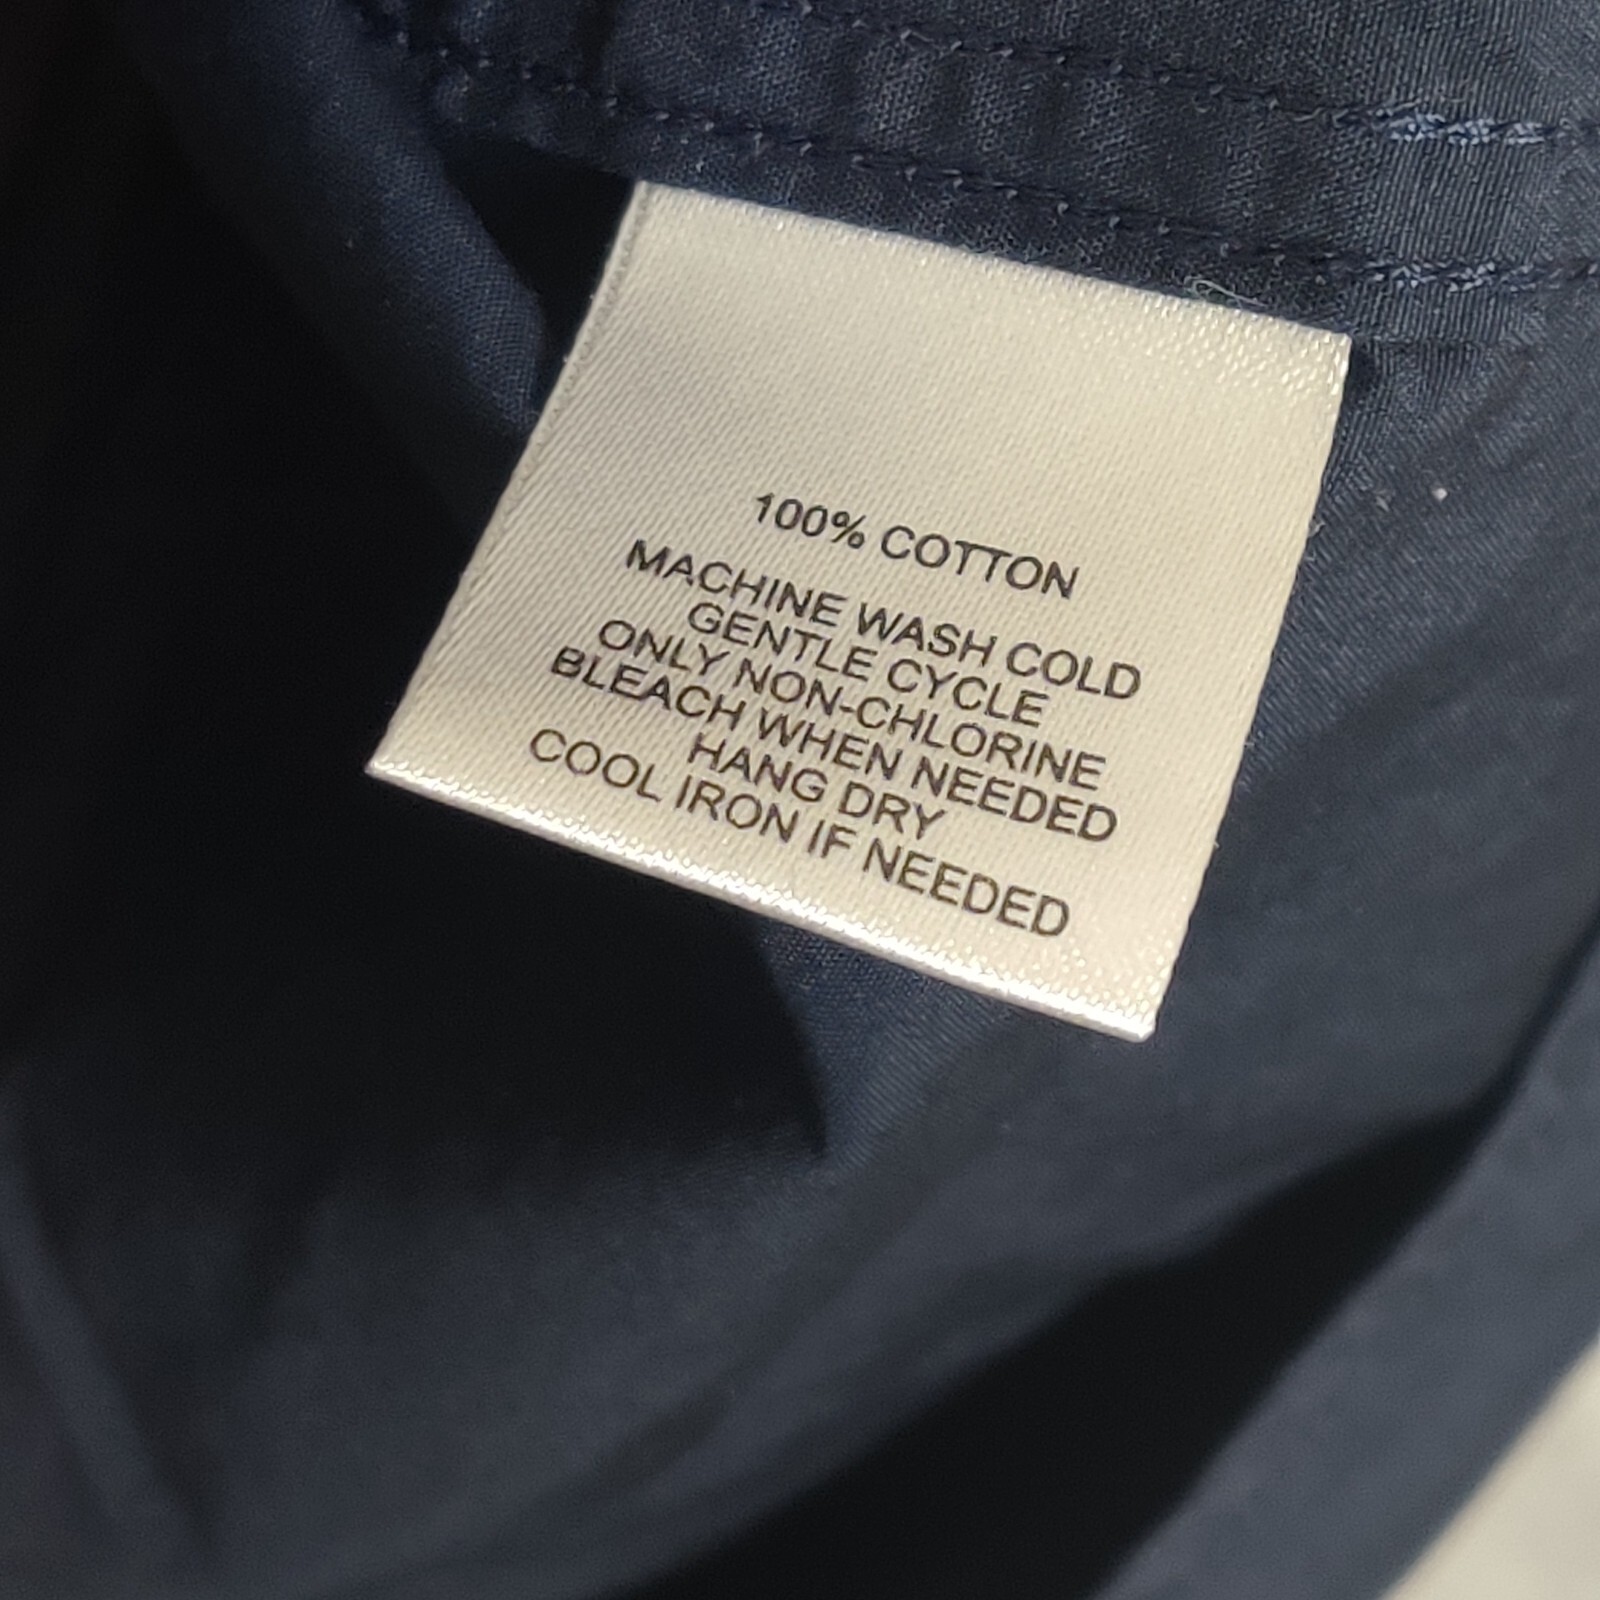 100% COTTON
MACHINE WASH COLD
GENTLE CYCLE
ONLY NON-CHLORINE
BLEACH WHEN NEEDED
HANG DRY
COOL IRON IF NEEDED